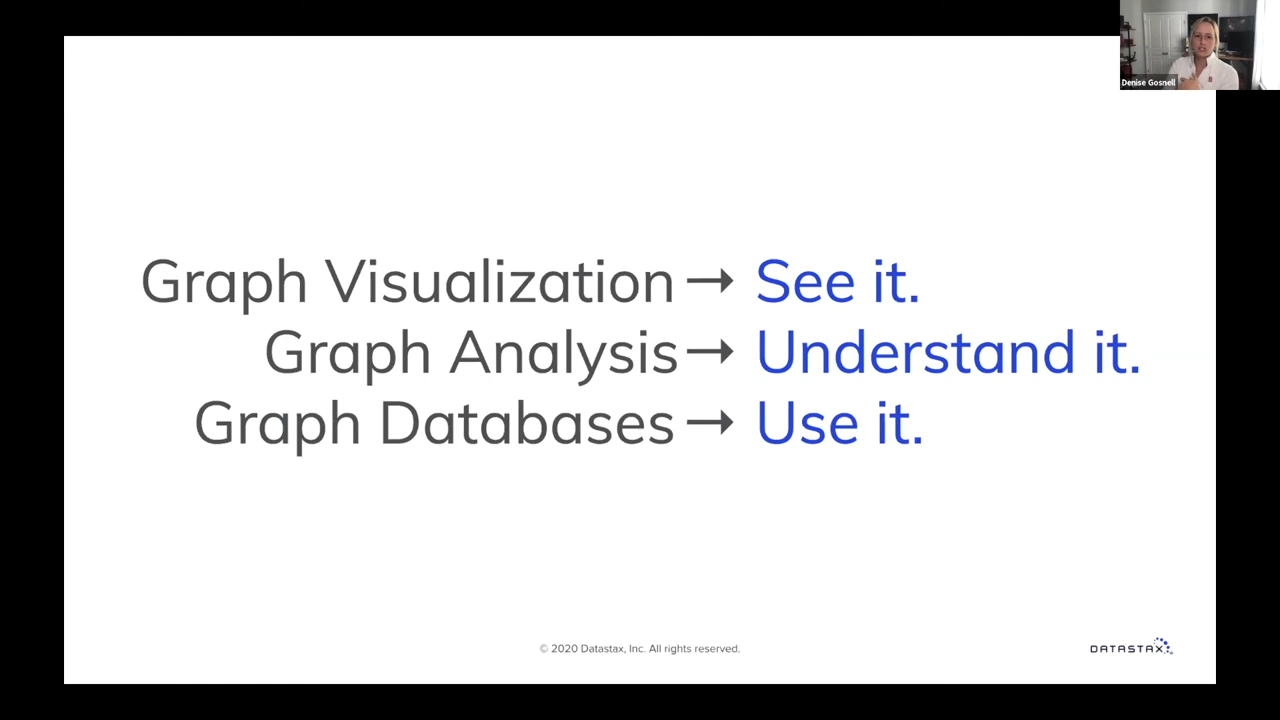 Denise Gosnell
Graph Visualization → See it.
Graph Analysis → Understand it.
Graph Databases → Use it.
© 2020 Datastax, Inc. All rights reserved.
DATASTAX